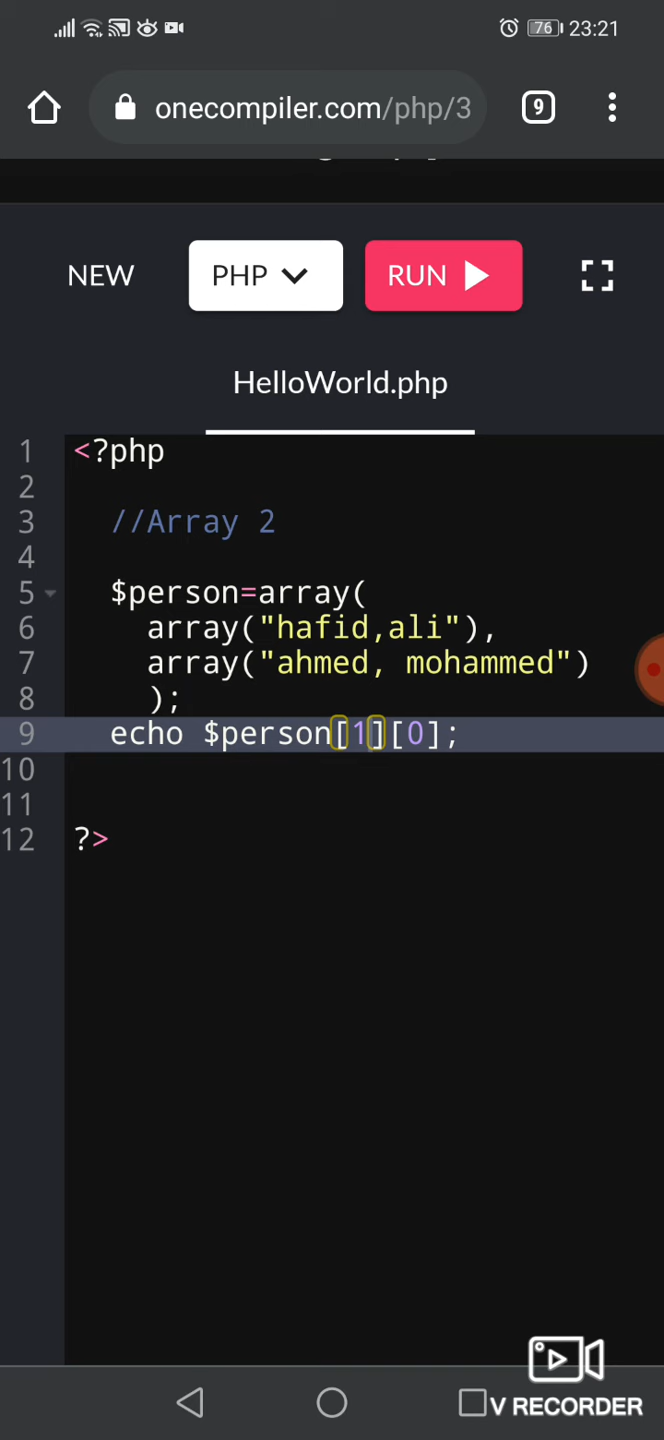 76 23:21
onecompiler.com/php/3
9
NEW PHP RUN
HelloWorld.php
1 <?php
2
3 //Array 2
4
5 $person=array(
6 array("hafid,ali"),
7 array("ahmed, mohammed")
8 );
9 echo $person[1][0];
10
11
12 ?>
V RECORDER